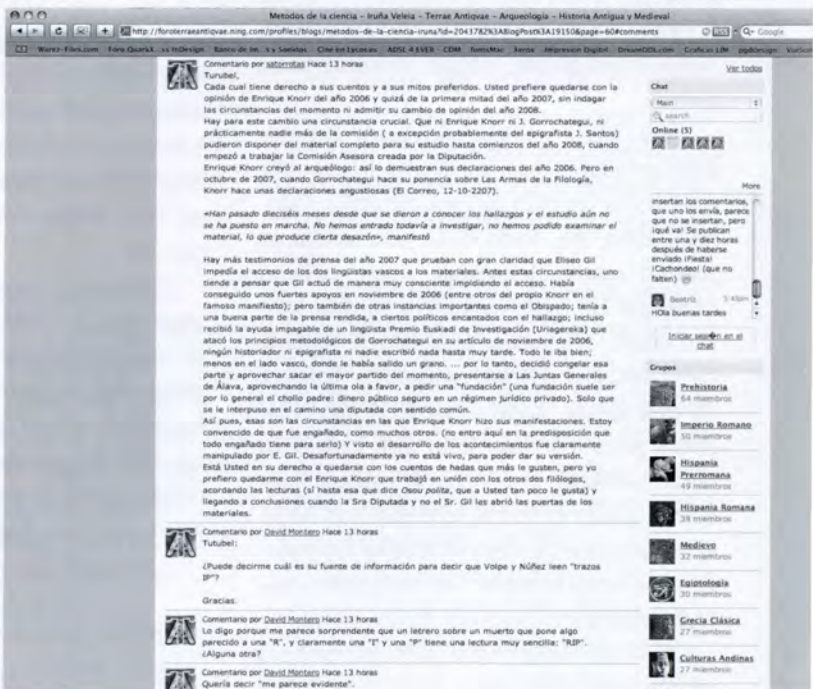 Metodos de la ciencia - Iruña Veleia - Terrae Antiqvae - Arqueología - Historia Antigua y Medieval
http://foroterraeantiqvae.ning.com/profiles/blogs/metodos-de-la-ciencia-iruna?id=2043782%3ABlogPost%3A19150&page=60#comments
RSS
Google
Warez-Files.com
Cine en Lycos.es
ADSL 4 EVER - CDM
fontsMac
Xerox
Impresion Digital
DreamDDL.com
Graficas LIM
Comentario por satorrotas Hace 13 horas
Turubel,
Cada cual tiene derecho a sus cuentos y a sus mitos preferidos. Usted prefiere quedarse con la
opinión de Enrique Knorr del año 2006 y quizá de la primera mitad del año 2007, sin indagar
las circunstancias del momento ni admitir su cambio de opinión del año 2008.
Hay para este cambio una circunstancia crucial. Que ni Enrique Knorr ni J. Gorrochategui, ni
prácticamente nadie más de la comisión ( a excepción probablemente del epigrafista J. Santos)
pudieron disponer del material completo para su estudio hasta comienzos del año 2008, cuando
empezó a trabajar la Comisión Asesora creada por la Diputación.
Enrique Knorr creyó al arqueólogo: así lo demuestran sus declaraciones del año 2006. Pero en
octubre de 2007, cuando Gorrochategui hace su ponencia sobre Las Armas de la Filología,
Knorr hace unas declaraciones angustiosas (El Correo, 12-10-2207).
«Han pasado dieciséis meses desde que se dieron a conocer los hallazgos y el estudio aún no
se ha puesto en marcha. No hemos entrado todavía a investigar, no hemos podido examinar el
material, lo que produce cierta desazón», manifestó
Hay más testimonios de prensa del año 2007 que prueban con gran claridad que Eliseo Gil
impedía el acceso de los dos lingüistas vascos a los materiales. Antes estas circunstancias, uno
tiende a pensar que Gil actuó de manera muy consciente impidiendo el acceso. Había
conseguido unos fuertes apoyos en noviembre de 2006 (entre otros del propio Knorr en el
famoso manifiesto); pero también de otras instancias importantes como el Obispado; tenía a
una buena parte de la prensa rendida, a ciertos políticos encantados con el hallazgo; incluso
recibió la ayuda impagable de un lingüista Premio Euskadi de Investigación (Uriagereka) que
atacó los principios metodológicos de Gorrochategui en su artículo de noviembre de 2006,
ningún historiador ni epigrafista ni nadie escribió nada hasta muy tarde. Todo le iba bien;
menos en el lado vasco, donde le había salido un grano. ... por lo tanto, decidió congelar esa
parte y aprovechar sacar el mayor partido del momento, presentarse a Las Juntas Generales
de Álava, aprovechando la última ola a favor, a pedir una "fundación" (una fundación suele ser
por lo general el chollo padre: dinero público seguro en un régimen jurídico privado). Solo que
se le interpuso en el camino una diputada con sentido común.
Así pues, esas son las circunstancias en las que Enrique Knorr hizo sus manifestaciones. Estoy
convencido de que fue engañado, como muchos otros. (no entro aquí en la predisposición que
todo engañado tiene para serlo) Y visto el desarrollo de los acontecimientos fue claramente
manipulado por E. Gil. Desafortunadamente ya no está vivo, para poder dar su versión.
Está Usted en su derecho a quedarse con los cuentos de hadas que más le gusten, pero yo
prefiero quedarme con el Enrique Knorr que trabajó en unión con los otros dos filólogos,
acordando las lecturas (sí hasta esa que dice Osou polita, que a Usted tan poco le gusta) y
llegando a conclusiones cuando la Sra Diputada y no el Sr. Gil les abrió las puertas de los
materiales.
Comentario por David Montero Hace 13 horas
Tutubel:
¿Puede decirme cuál es su fuente de información para decir que Volpe y Núñez leen "trazos
IP"?
Gracias.
Comentario por David Montero Hace 13 horas
Lo digo porque me parece sorprendente que un letrero sobre un muerto que pone algo
parecido a una "R", y claramente una "I" y una "P" tiene una lectura muy sencilla: "RIP".
¿Alguna otra?
Comentario por David Montero Hace 13 horas
Quería decir "me parece evidente".
Ver todos
Chat
Main
search
Online (5)
More
insertan los comentarios,
que uno los envía, parece
que no se insertan, pero
¡qué va! Se publican
entre una y diez horas
después de haberse
enviado ¡Fiesta!
¡Cachondeo! (que no
falten)
Beatriz
HOla buenas tardes
Iniciar sesi�n en el
chat
Grupos
Prehistoria
64 miembros
Imperio Romano
50 miembros
Hispania
Prerromana
49 miembros
Hispania Romana
39 miembros
Medievo
32 miembros
Egiptología
30 miembros
Grecia Clásica
27 miembros
Culturas Andinas
27 miembros